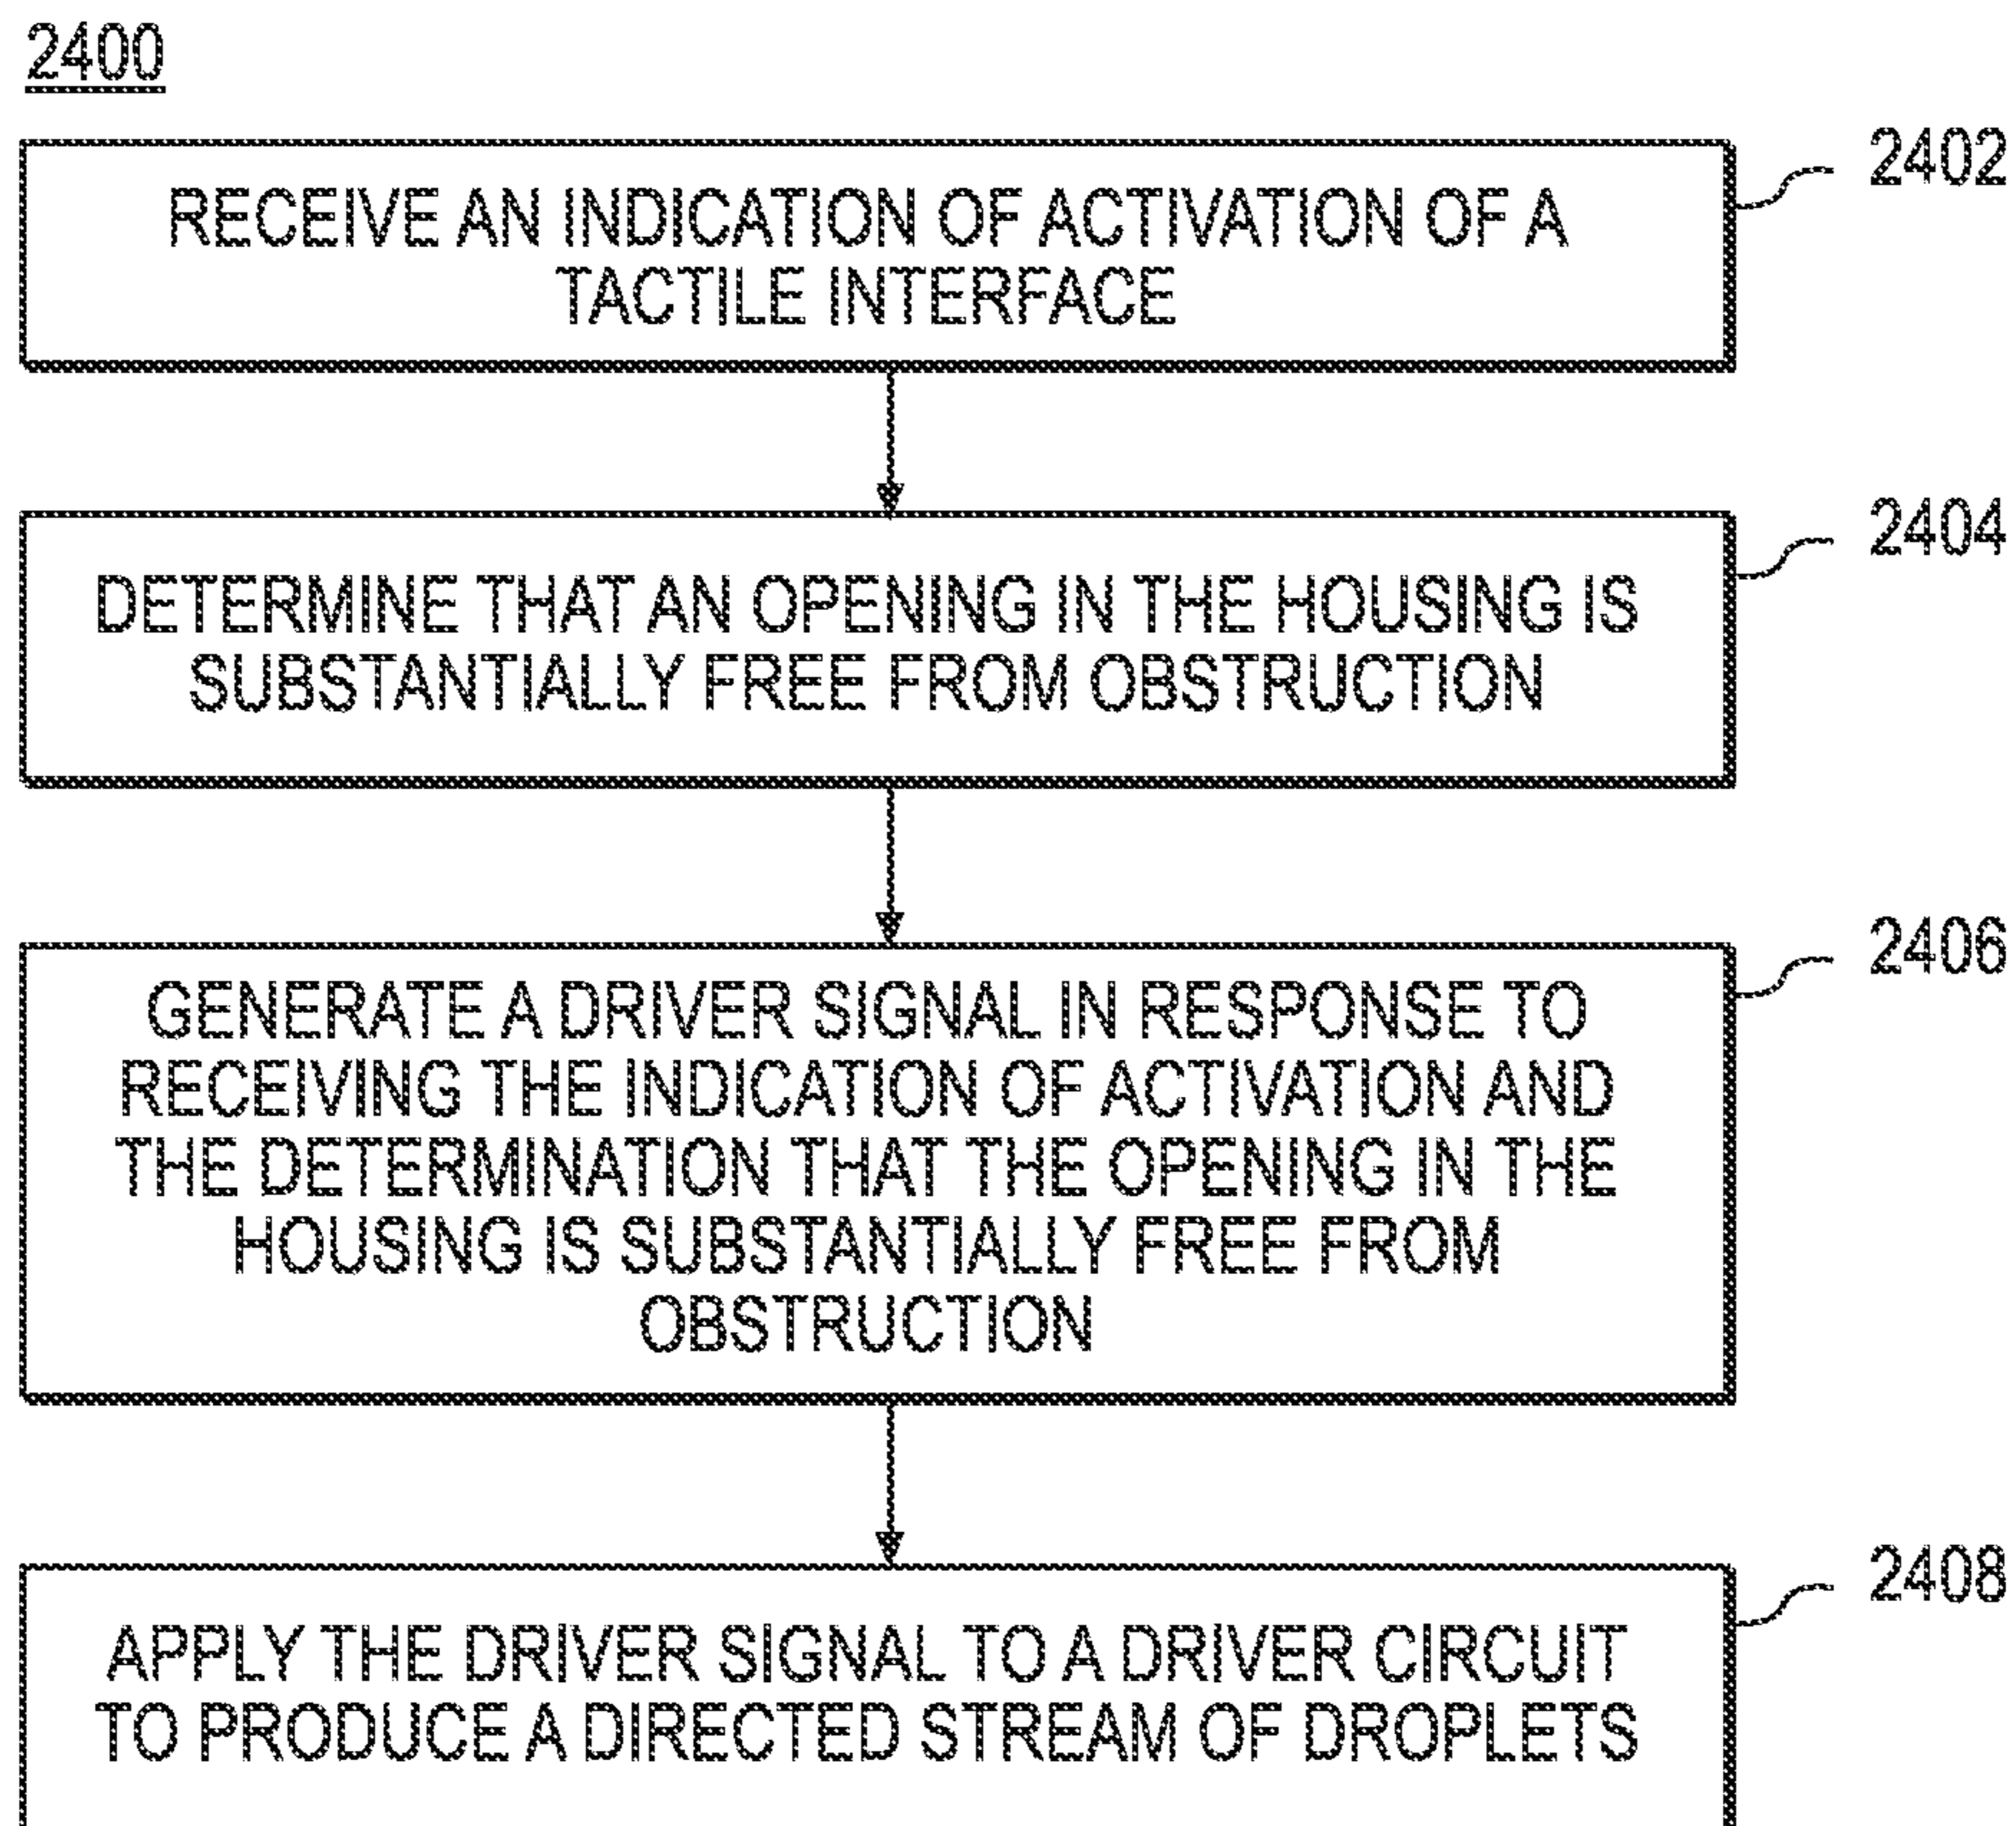 2400
2402
RECEIVE AN INDICATION OF ACTIVATION OF A
TACTILE INTERFACE
2404
DETERMINE THAT AN OPENING IN THE HOUSING IS
SUBSTANTIALLY FREE FROM OBSTRUCTION
2406
GENERATE A DRIVER SIGNAL IN RESPONSE TO
RECEIVING THE INDICATION OF ACTIVATION AND
THE DETERMINATION THAT THE OPENING IN THE
HOUSING IS SUBSTANTIALLY FREE FROM
OBSTRUCTION
2408
APPLY THE DRIVER SIGNAL TO A DRIVER CIRCUIT
TO PRODUCE A DIRECTED STREAM OF DROPLETS